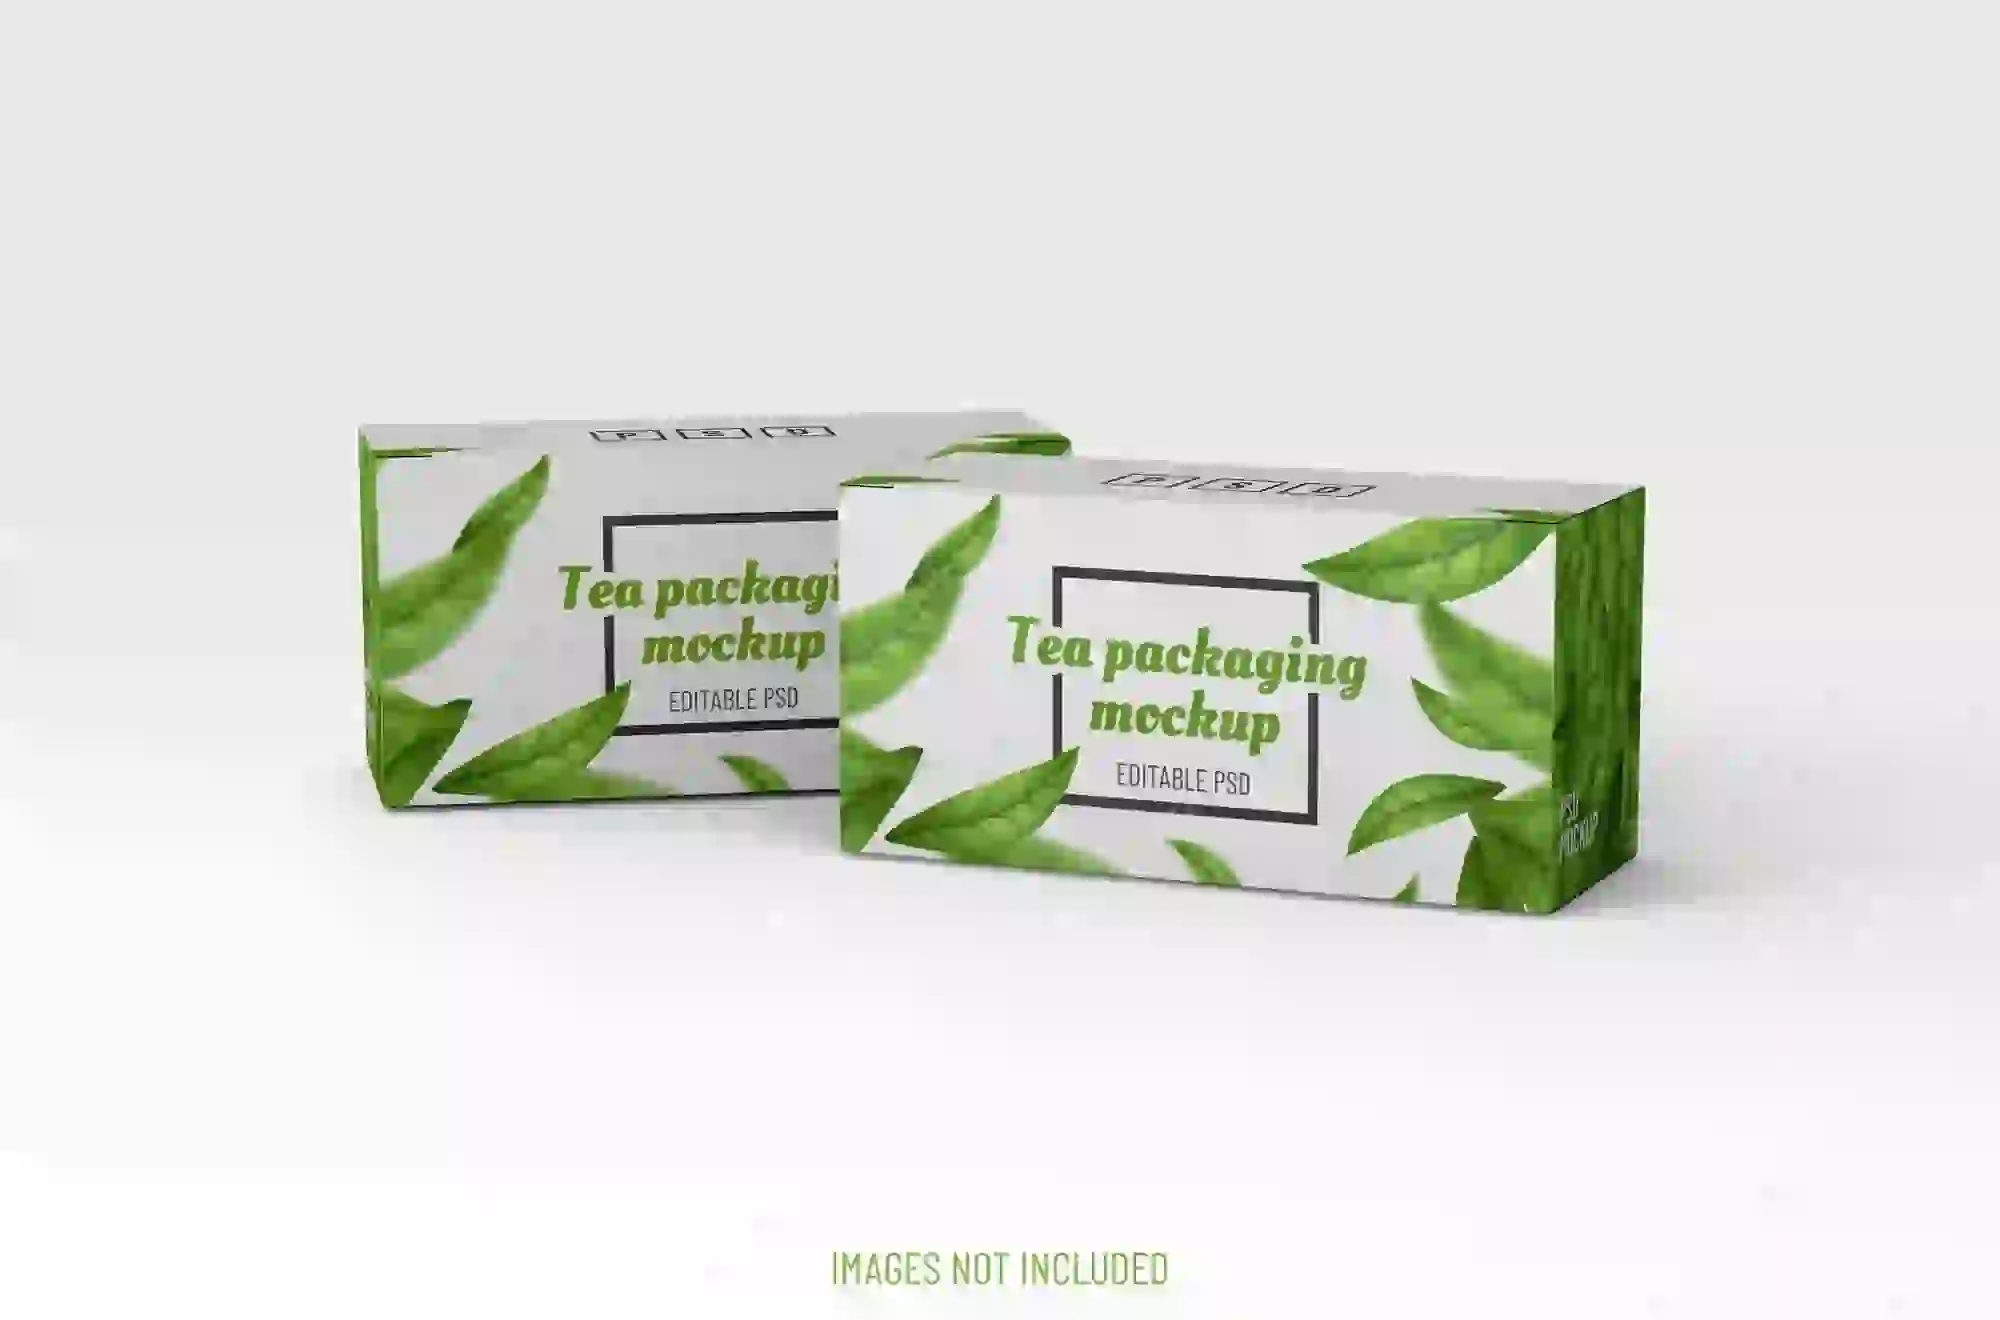 P S D
Tea packagi
mockup
EDITABLE PSD
P S D
Tea packaging
mockup
EDITABLE PSD
PSD
MOCKUP
IMAGES NOT INCLUDED